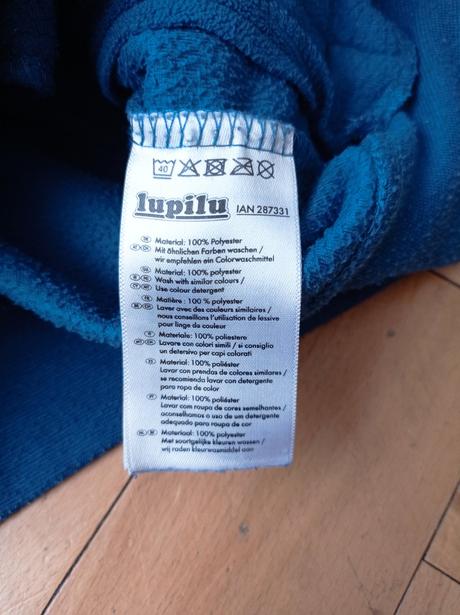 40
lupilu IAN 287331
Material: 100% Polyester
Mit ähnlichen Farben waschen /
wir empfehlen ein Colorwaschmittel
Material: 100% Polyester
Wash with similar colours /
Use colour detergent
Matière : 100 % polyester
Laver avec des couleurs similaires /
nous conseillons l'utilisation de lessive
pour linge de couleur
Materiale: 100% poliestere
Lavare con colori simili / si consiglia
un detersivo per capi colorati
Material: 100% poliéster
Lavar con prendas de colores similares /
se recomienda lavar con detergente
para ropa de color
Material: 100% poliéster
Lavar com roupa de cores semelhantes /
aconselhamos o uso de um detergente
adequado para roupa de cor
Materiaal: 100% polyester
Met soortgelijke kleuren wassen /
wij raden kleurwasmiddel aan